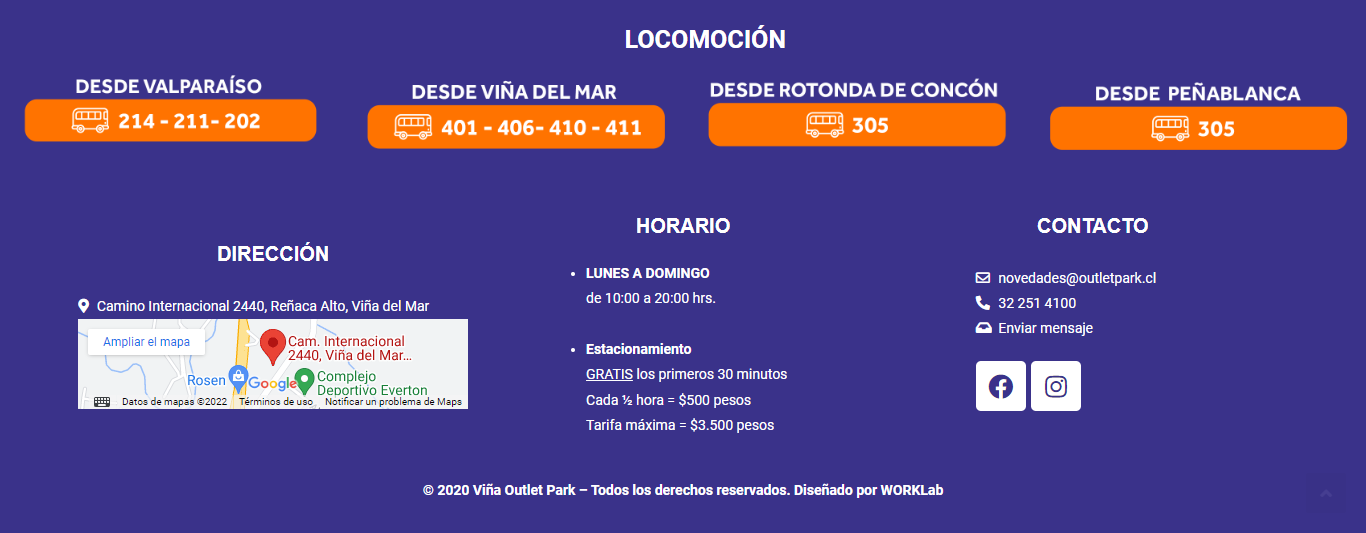 LOCOMOCIÓN
DESDE VALPARAÍSO
214 - 211- 202
DESDE VIÑA DEL MAR
401 - 406- 410 - 411
DESDE ROTONDA DE CONCÓN
305
DESDE PEÑABLANCA
305
DIRECCIÓN
Camino Internacional 2440, Reñaca Alto, Viña del Mar
Ampliar el mapa
Cam. Internacional
2440, Viña del Mar...
Rosen
Google
Complejo
Deportivo Everton
Datos de mapas ©2022
Términos de uso
Notificar un problema de Maps
HORARIO
• LUNES A DOMINGO
de 10:00 a 20:00 hrs.
• Estacionamiento
GRATIS los primeros 30 minutos
Cada ½ hora = $500 pesos
Tarifa máxima = $3.500 pesos
CONTACTO
novedades@outletpark.cl
32 251 4100
Enviar mensaje
© 2020 Viña Outlet Park – Todos los derechos reservados. Diseñado por WORKLab